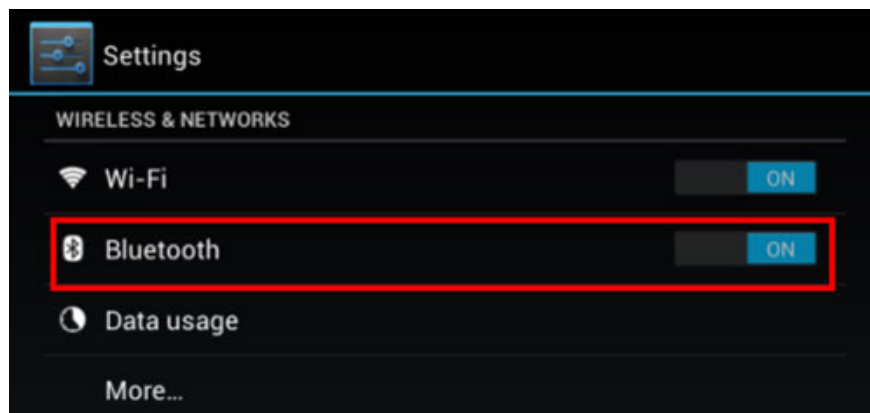 Settings
WIRELESS & NETWORKS
Wi-Fi ON
Bluetooth ON
Data usage
More...